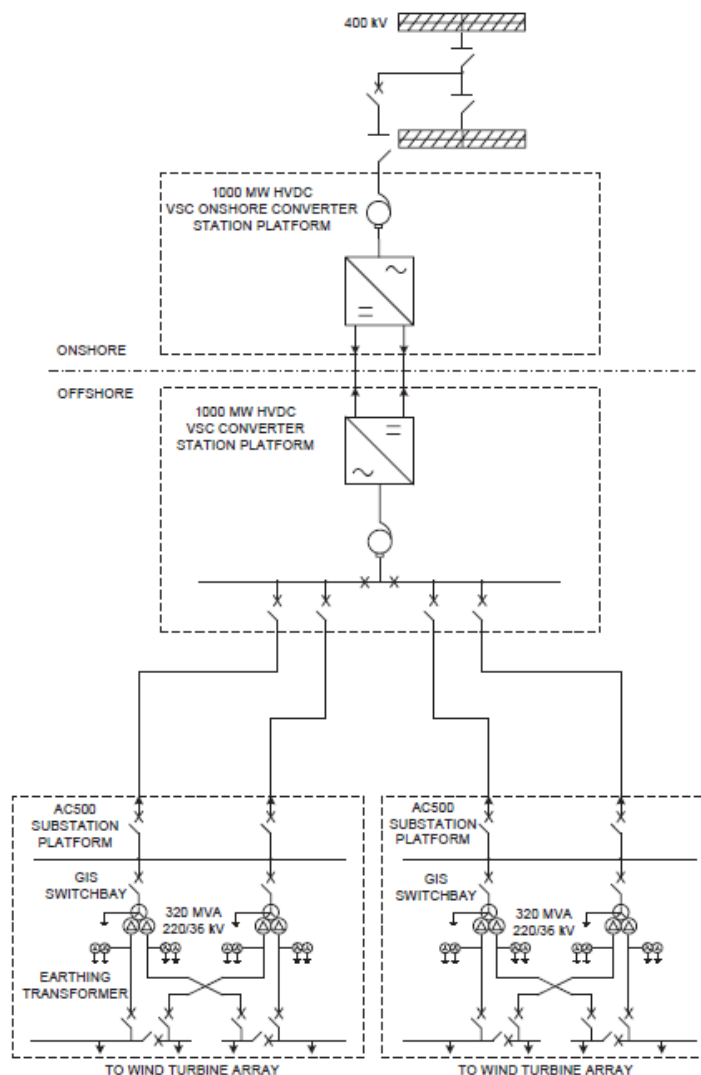 400 kV
1000 MW HVDC
VSC ONSHORE CONVERTER
STATION PLATFORM
ONSHORE
OFFSHORE
1000 MW HVDC
VSC CONVERTER
STATION PLATFORM
AC500
SUBSTATION
PLATFORM
GIS
SWITCHBAY
320 MVA
220/36 kV
EARTHING
TRANSFORMER
TO WIND TURBINE ARRAY
AC500
SUBSTATION
PLATFORM
GIS
SWITCHBAY
320 MVA
220/36 kV
TO WIND TURBINE ARRAY